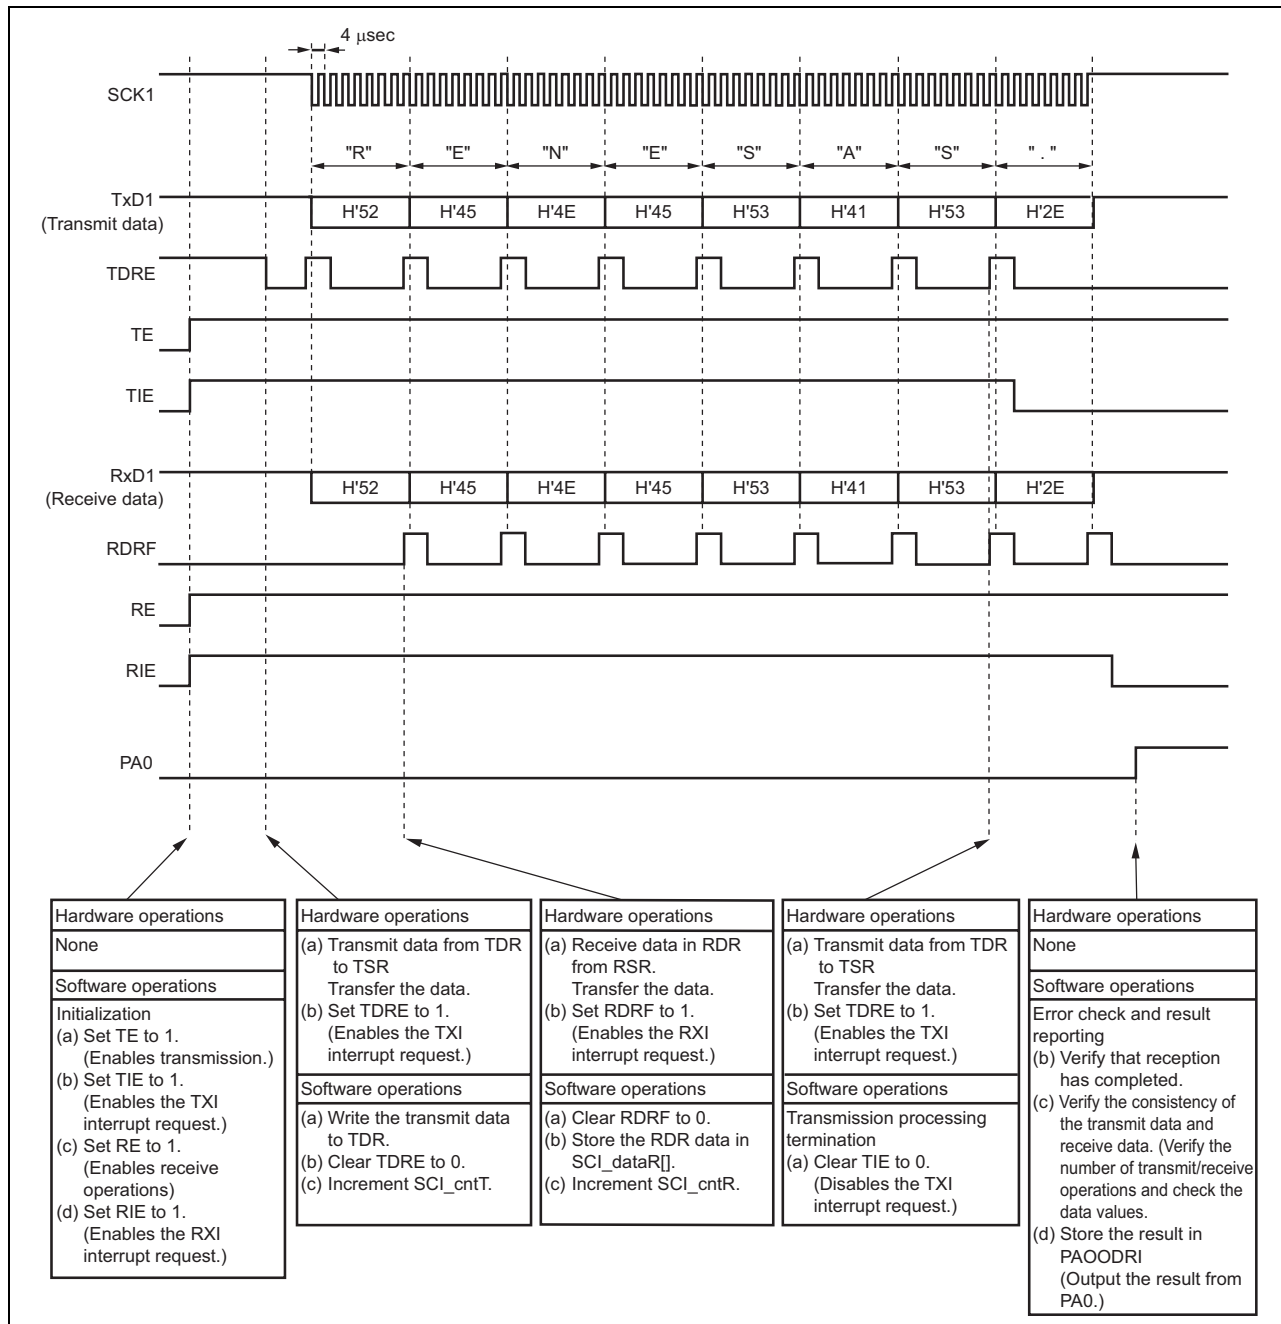 4 μsec
SCK1
"R" "E" "N" "E" "S" "A" "S" " . "
TxD1
(Transmit data)
H'52 H'45 H'4E H'45 H'53 H'41 H'53 H'2E
TDRE
TE
TIE
RxD1
(Receive data)
H'52 H'45 H'4E H'45 H'53 H'41 H'53 H'2E
RDRF
RE
RIE
PA0
Hardware operations
None
Software operations
Initialization
(a) Set TE to 1.
(Enables transmission.)
(b) Set TIE to 1.
(Enables the TXI
interrupt request.)
(c) Set RE to 1.
(Enables receive
operations)
(d) Set RIE to 1.
(Enables the RXI
interrupt request.)
Hardware operations
(a) Transmit data from TDR
to TSR
Transfer the data.
(b) Set TDRE to 1.
(Enables the TXI
interrupt request.)
Software operations
(a) Write the transmit data
to TDR.
(b) Clear TDRE to 0.
(c) Increment SCI_cntT.
Hardware operations
(a) Receive data in RDR
from RSR.
Transfer the data.
(b) Set RDRF to 1.
(Enables the RXI
interrupt request.)
Software operations
(a) Clear RDRF to 0.
(b) Store the RDR data in
SCI_dataR[].
(c) Increment SCI_cntR.
Hardware operations
(a) Transmit data from TDR
to TSR
Transfer the data.
(b) Set TDRE to 1.
(Enables the TXI
interrupt request.)
Software operations
Transmission processing
termination
(a) Clear TIE to 0.
(Disables the TXI
interrupt request.)
Hardware operations
None
Software operations
Error check and result
reporting
(b) Verify that reception
has completed.
(c) Verify the consistency of
the transmit data and
receive data. (Verify the
number of transmit/receive
operations and check the
data values.
(d) Store the result in
PAOODRI
(Output the result from
PA0.)